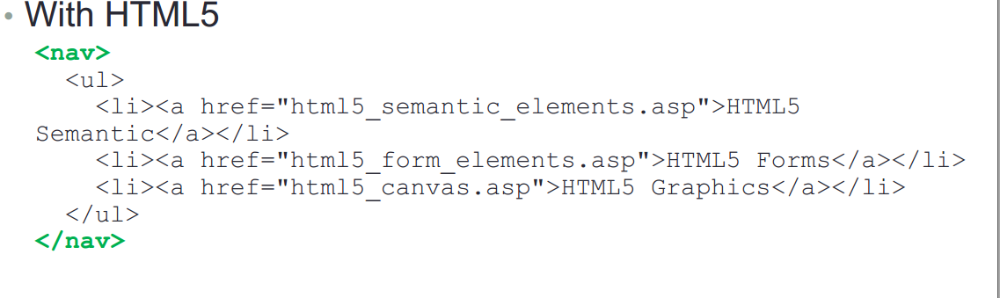 • With HTML5
<nav>
<ul>
<li><a href="html5_semantic_elements.asp">HTML5
Semantic</a></li>
<li><a href="html5_form_elements.asp">HTML5 Forms</a></li>
<li><a href="html5_canvas.asp">HTML5 Graphics</a></li>
</ul>
</nav>